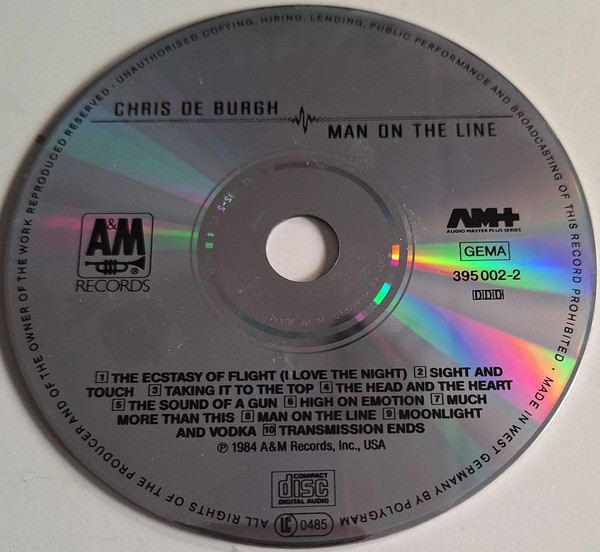 ALL RIGHTS OF THE PRODUCER AND OF THE OWNER OF THE WORK REPRODUCED RESERVED · UNAUTHORISED COPYING, HIRING, LENDING, PUBLIC PERFORMANCE AND BROADCASTING OF THIS RECORD PROHIBITED · MADE IN WEST GERMANY BY POLYGRAM
CHRIS DE BURGH
MAN ON THE LINE
A&M
®
RECORDS
AM+
AUDIO MASTER PLUS SERIES
GEMA
395 002-2
DDD
1 THE ECSTASY OF FLIGHT (I LOVE THE NIGHT) 2 SIGHT AND
TOUCH 3 TAKING IT TO THE TOP 4 THE HEAD AND THE HEART
5 THE SOUND OF A GUN 6 HIGH ON EMOTION 7 MUCH
MORE THAN THIS 8 MAN ON THE LINE 9 MOONLIGHT
AND VODKA 10 TRANSMISSION ENDS
℗ 1984 A&M Records, Inc., USA
COMPACT
disc
DIGITAL AUDIO
LC 0485